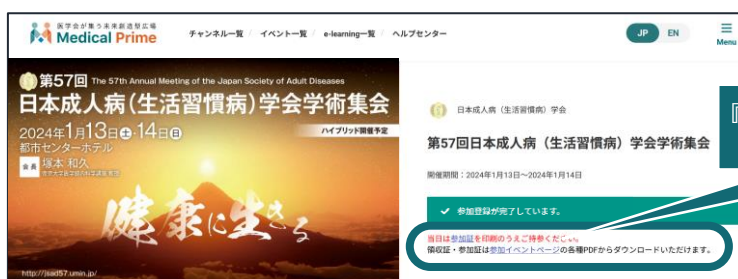 医学会が集う未来創造型広場
Medical Prime
チャンネル一覧 / イベント一覧 / e-learning一覧 / ヘルプセンター
JP EN
Menu
第57回 The 57th Annual Meeting of the Japan Society of Adult Diseases
日本成人病(生活習慣病)学会学術集会
2024年1月13日土・14日日
ハイブリッド開催予定
都市センターホテル
会長 塚本 和久
健康に生きる
http://jsad57.umin.jp/
日本成人病(生活習慣病)学会
第57回日本成人病(生活習慣病)学会学術集会
開催期間:2024年1月13日〜2024年1月14日
✓ 参加登録が完了しています。
当日は参加証を印刷のうえご持参ください。
領収証・参加証は参加イベントページの各種PDFからダウンロードいただけます。
『